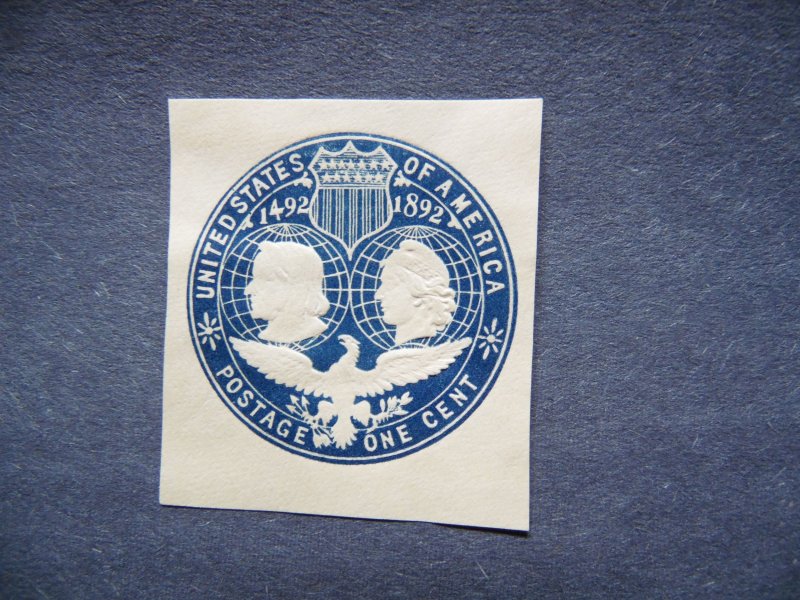 UNITED STATES OF AMERICA
1492 1892
POSTAGE ONE CENT